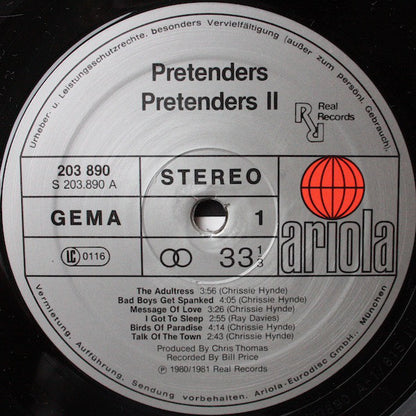 Urheber- u. Leistungsschutzrechte, besonders Vervielfältigung (außer zum persönl. Gebrauch),
Pretenders
Pretenders II
Real
Records
203 890
S 203.890 A
STEREO
GEMA
1
LC 0116
33 1/3
ariola
The Adultress 3:56 (Chrissie Hynde)
Bad Boys Get Spanked 4:05 (Chrissie Hynde)
Message Of Love 3:26 (Chrissie Hynde)
I Got To Sleep 2:55 (Ray Davies)
Birds Of Paradise 4:14 (Chrissie Hynde)
Talk Of The Town 2:43 (Chrissie Hynde)
Produced By Chris Thomas
Recorded By Bill Price
℗ 1980/1981 Real Records
Vermietung, Aufführung, Sendung vorbehalten. Ariola-Eurodisc GmbH., München